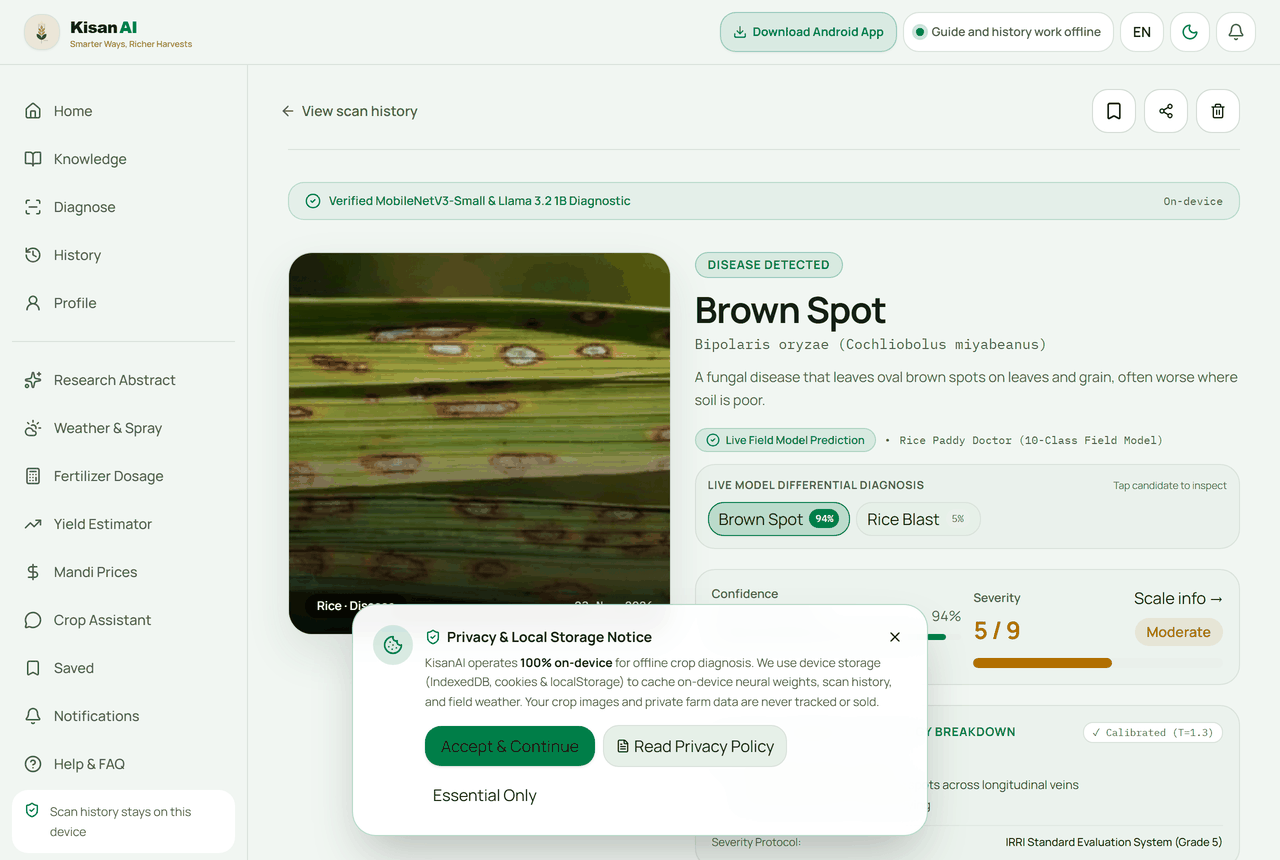 KisanAI
Smarter Ways, Richer Harvests
Download Android App
Guide and history work offline
EN
Home
Knowledge
Diagnose
History
Profile
Research Abstract
Weather & Spray
Fertilizer Dosage
Yield Estimator
Mandi Prices
Crop Assistant
Saved
Notifications
Help & FAQ
Scan history stays on this
device
← View scan history
Verified MobileNetV3-Small & Llama 3.2 1B Diagnostic
On-device
Rice · Disease
DISEASE DETECTED
Brown Spot
Bipolaris oryzae (Cochliobolus miyabeanus)
A fungal disease that leaves oval brown spots on leaves and grain, often worse where
soil is poor.
Live Field Model Prediction
• Rice Paddy Doctor (10-Class Field Model)
LIVE MODEL DIFFERENTIAL DIAGNOSIS
Tap candidate to inspect
Brown Spot 94%
Rice Blast 5%
Confidence
94%
Severity
5 / 9
Scale info →
Moderate
BREAKDOWN
✓ Calibrated (T=1.3)
across longitudinal veins
Severity Protocol:
IRRI Standard Evaluation System (Grade 5)
Privacy & Local Storage Notice
KisanAI operates 100% on-device for offline crop diagnosis. We use device storage
(IndexedDB, cookies & localStorage) to cache on-device neural weights, scan history,
and field weather. Your crop images and private farm data are never tracked or sold.
Accept & Continue
Read Privacy Policy
Essential Only